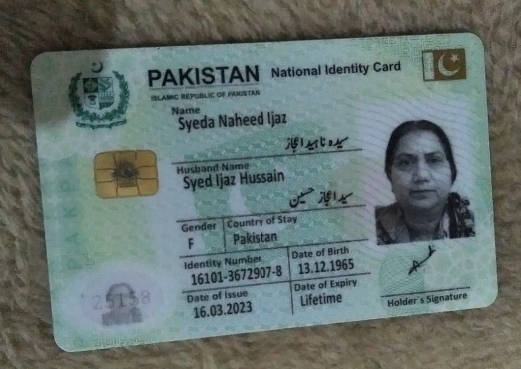 PAKISTAN National Identity Card
ISLAMIC REPUBLIC OF PAKISTAN
Name
Syeda Naheed Ijaz
سیدہ ناہید اعجاز
Husband Name
Syed Ijaz Hussain
سید اعجاز حسین
Gender Country of Stay
F Pakistan
Identity Number Date of Birth
16101-3672907-8 13.12.1965
Date of Issue Date of Expiry
16.03.2023 Lifetime
Holder's Signature